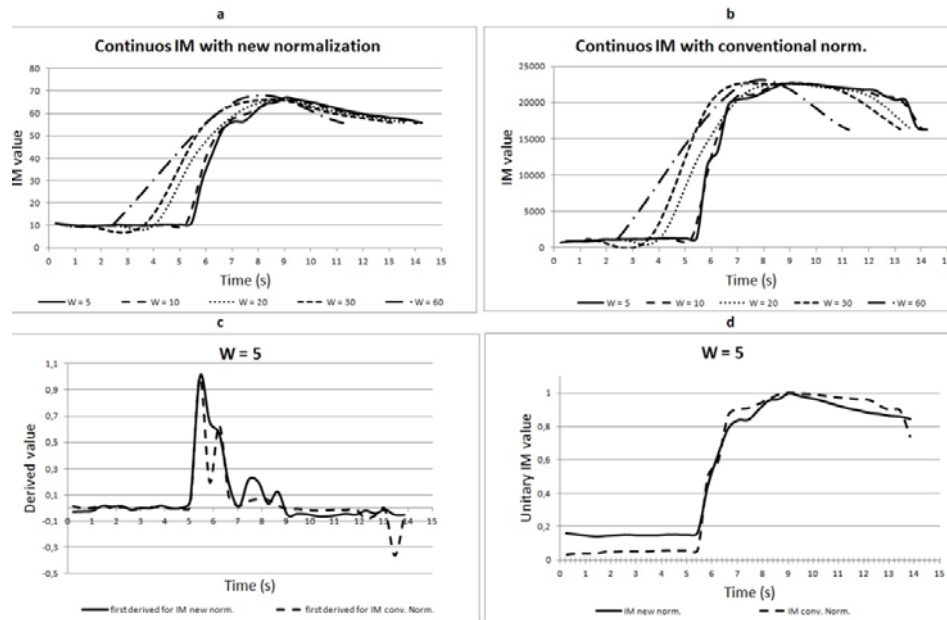 a
Continuos IM with new normalization
IM value
80
70
60
50
40
30
20
10
0
0 1 2 3 4 5 6 7 8 9 10 11 12 13 14 15
Time (s)
W = 5 W = 10 W = 20 W = 30 W = 60
b
Continuos IM with conventional norm.
IM value
25000
20000
15000
10000
5000
0
0 1 2 3 4 5 6 7 8 9 10 11 12 13 14 15
Time (s)
W = 5 W = 10 W = 20 W = 30 W = 60
c
W = 5
Derived value
1,1
0,9
0,7
0,5
0,3
0,1
-0,1
-0,3
-0,5
0 1 2 3 4 5 6 7 8 9 10 11 12 13 14 15
Time (s)
first derived for IM new norm. first derived for IM conv. Norm.
d
W = 5
Unitary IM value
1
0,8
0,6
0,4
0,2
0
0 1 2 3 4 5 6 7 8 9 10 11 12 13 14 15
Time (s)
IM new norm. IM conv. Norm.